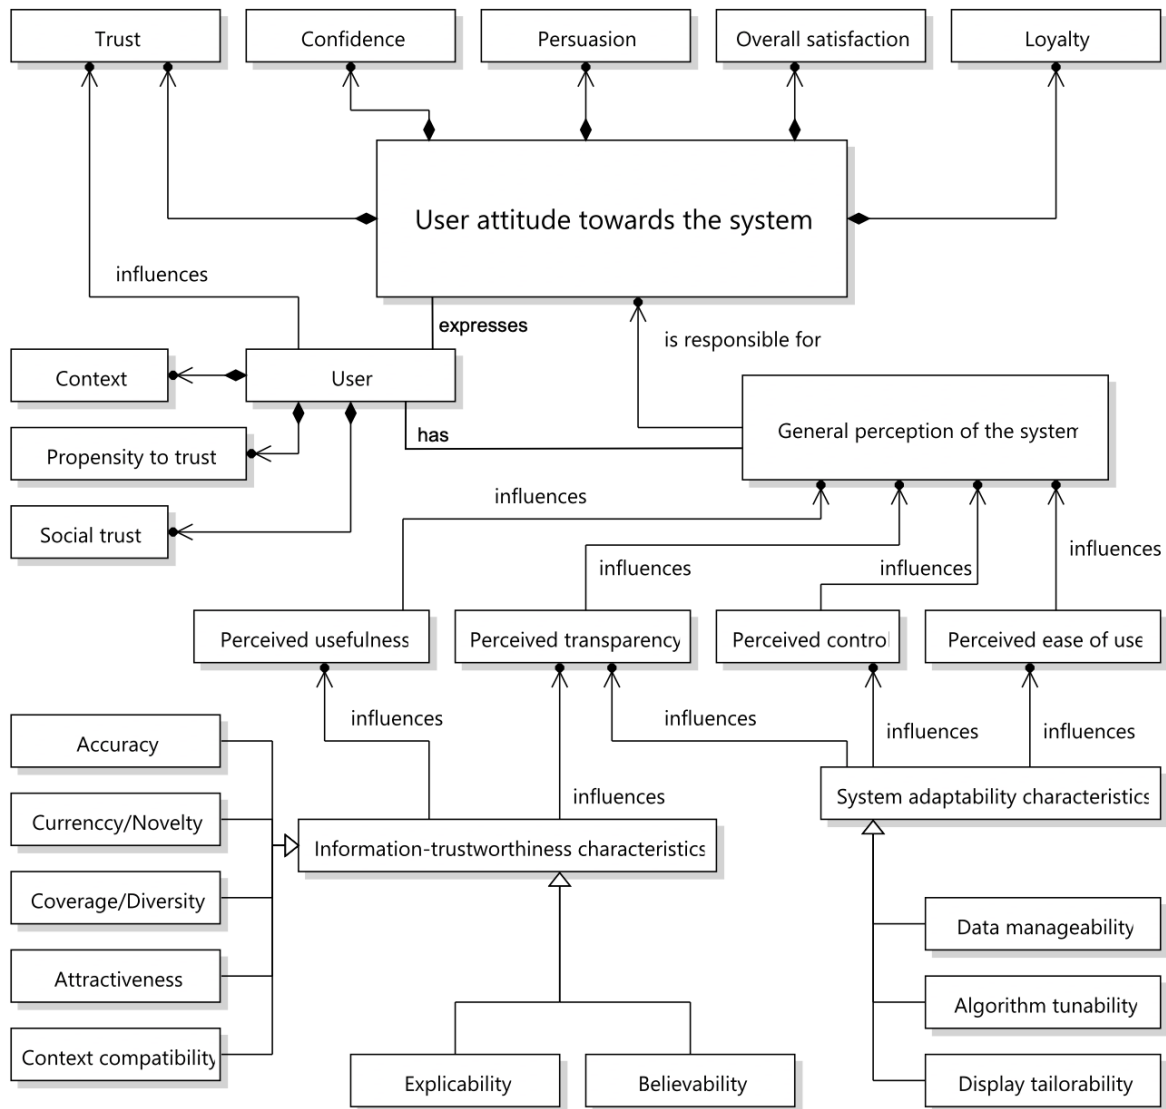 Trust
Confidence
Persuasion
Overall satisfaction
Loyalty
User attitude towards the system
influences
expresses
is responsible for
Context
User
has
General perception of the system
Propensity to trust
Social trust
influences
influences
influences
influences
Perceived usefulness
Perceived transparency
Perceived control
Perceived ease of use
influences
influences
influences
influences
Accuracy
influences
System adaptability characteristics
Currenccy/Novelty
Information-trustworthiness characteristics
Coverage/Diversity
Data manageability
Attractiveness
Algorithm tunability
Context compatibility
Explicability
Believability
Display tailorability